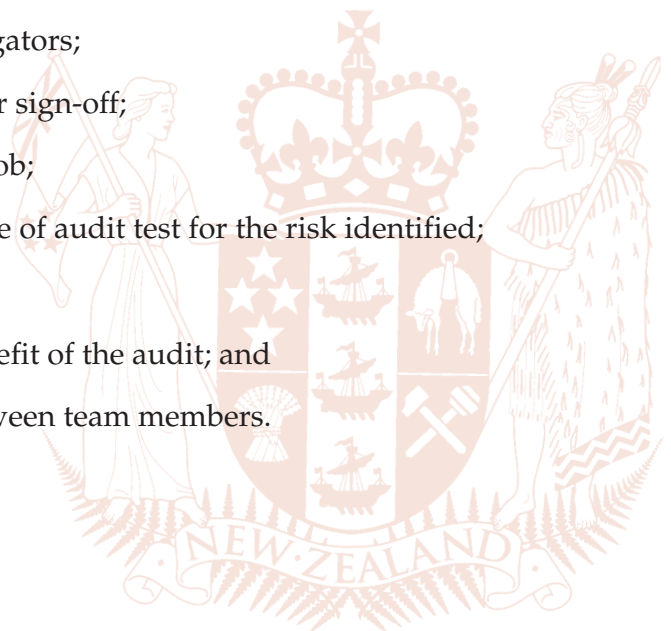 gators;
r sign-off;
ob;
e of audit test for the risk identified;
efit of the audit; and
ween team members.
NEW·ZEALAND